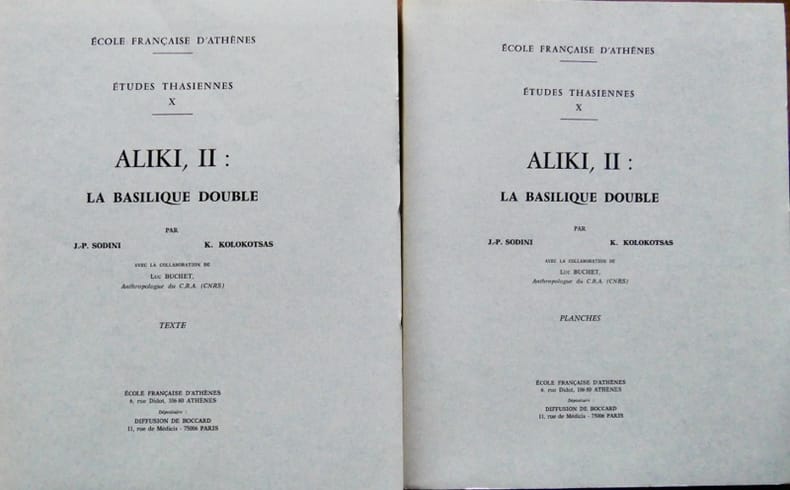 ÉCOLE FRANÇAISE D'ATHÈNES
ÉTUDES THASIENNES
X
ALIKI, II :
LA BASILIQUE DOUBLE
PAR
J.-P. SODINI K. KOLOKOTSAS
AVEC LA COLLABORATION DE
LUC BUCHET,
Anthropologue du C.R.A. (CNRS)
TEXTE
ÉCOLE FRANÇAISE D'ATHÈNES
6, rue Didot, 106 80 ATHÈNES
Dépositaire :
DIFFUSION DE BOCCARD
11, rue de Médicis - 75006 PARIS
ÉCOLE FRANÇAISE D'ATHÈNES
ÉTUDES THASIENNES
X
ALIKI, II :
LA BASILIQUE DOUBLE
PAR
J.-P. SODINI K. KOLOKOTSAS
AVEC LA COLLABORATION DE
LUC BUCHET,
Anthropologue du C.R.A. (CNRS)
PLANCHES
ÉCOLE FRANÇAISE D'ATHÈNES
6, rue Didot, 106 80 ATHÈNES
Dépositaire :
DIFFUSION DE BOCCARD
11, rue de Médicis - 75006 PARIS